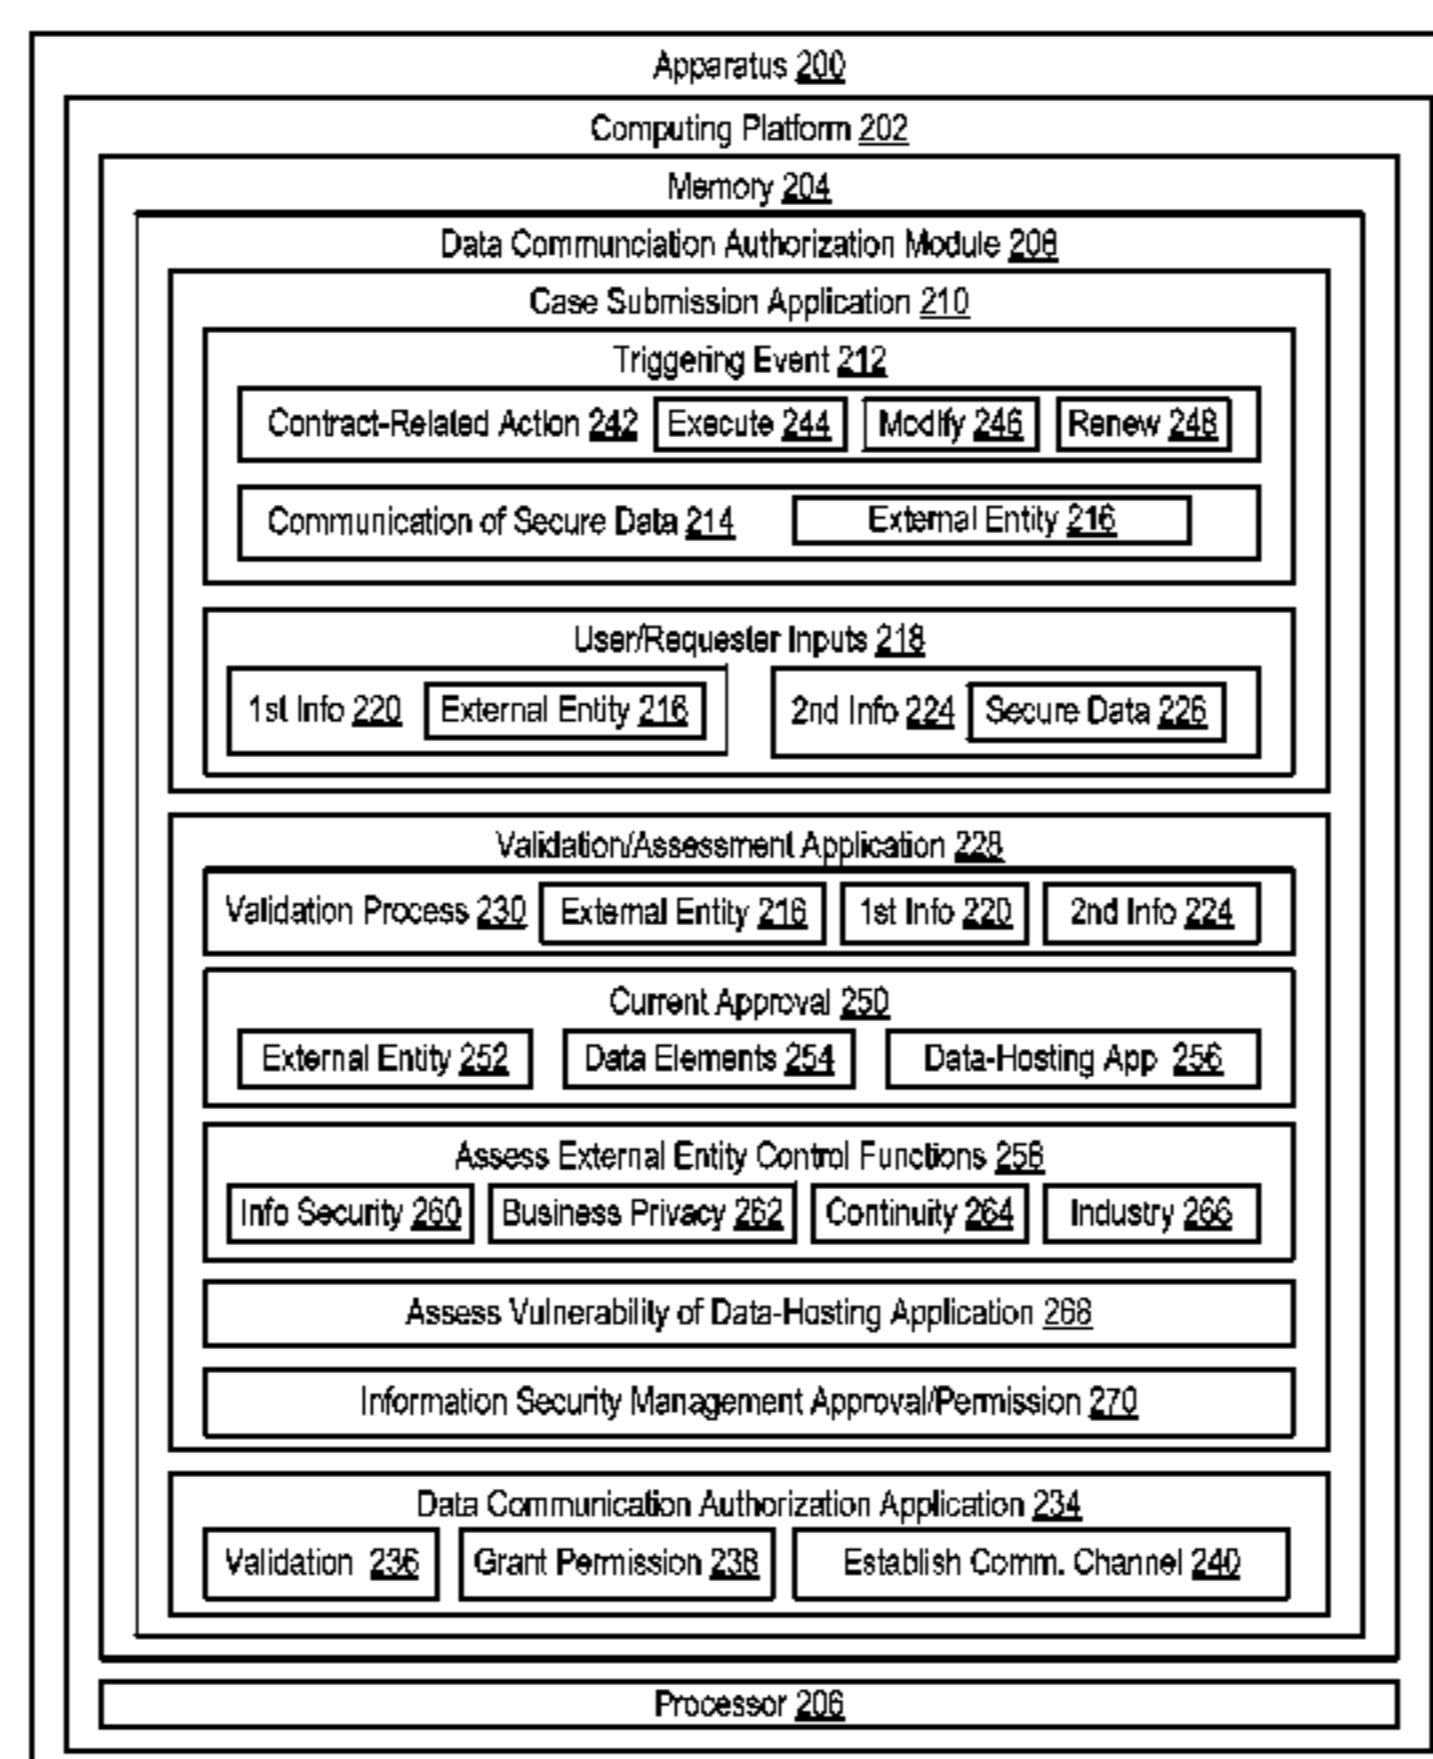 Apparatus 200
Computing Platform 202
Memory 204
Data Communciation Authorization Module 208
Case Submission Application 210
Triggering Event 212
Contract-Related Action 242 Execute 244 Modify 246 Renew 248
Communication of Secure Data 214 External Entity 216
User/Requester Inputs 218
1st Info 220 External Entity 216 2nd Info 224 Secure Data 226
Validation/Assessment Application 228
Validation Process 230 External Entity 216 1st Info 220 2nd Info 224
Current Approval 250
External Entity 252 Data Elements 254 Data-Hosting App 256
Assess External Entity Control Functions 258
Info Security 260 Business Privacy 262 Continuity 264 Industry 266
Assess Vulnerability of Data-Hosting Application 268
Information Security Management Approval/Permission 270
Data Communication Authorization Application 234
Validation 236 Grant Permission 238 Establish Comm. Channel 240
Processor 206